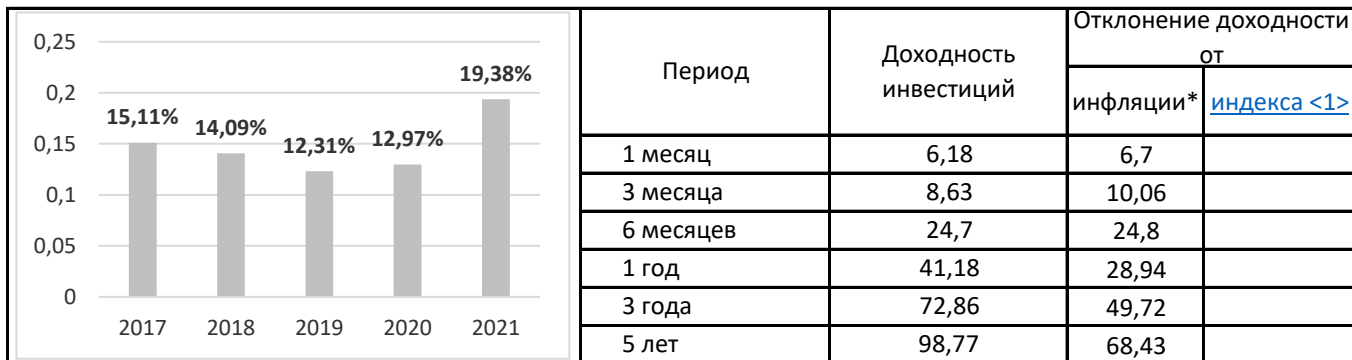 0,25
0,2
0,15
0,1
0,05
0
15,11%
14,09%
12,31%
12,97%
19,38%
2017 2018 2019 2020 2021
Период
Доходность
инвестиций
Отклонение доходности
от
инфляции* индекса <1>
1 месяц 6,18 6,7
3 месяца 8,63 10,06
6 месяцев 24,7 24,8
1 год 41,18 28,94
3 года 72,86 49,72
5 лет 98,77 68,43